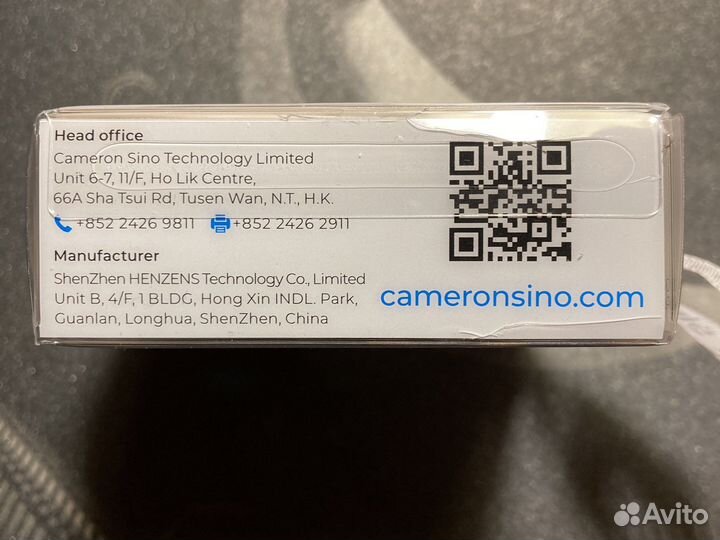 Head office
Cameron Sino Technology Limited
Unit 6-7, 11/F, Ho Lik Centre,
66A Sha Tsui Rd, Tusen Wan, N.T., H.K.
+852 2426 9811 +852 2426 2911
Manufacturer
ShenZhen HENZENS Technology Co., Limited
Unit B, 4/F, 1 BLDG, Hong Xin INDL. Park,
Guanlan, Longhua, ShenZhen, China
cameronsino.com
Avito